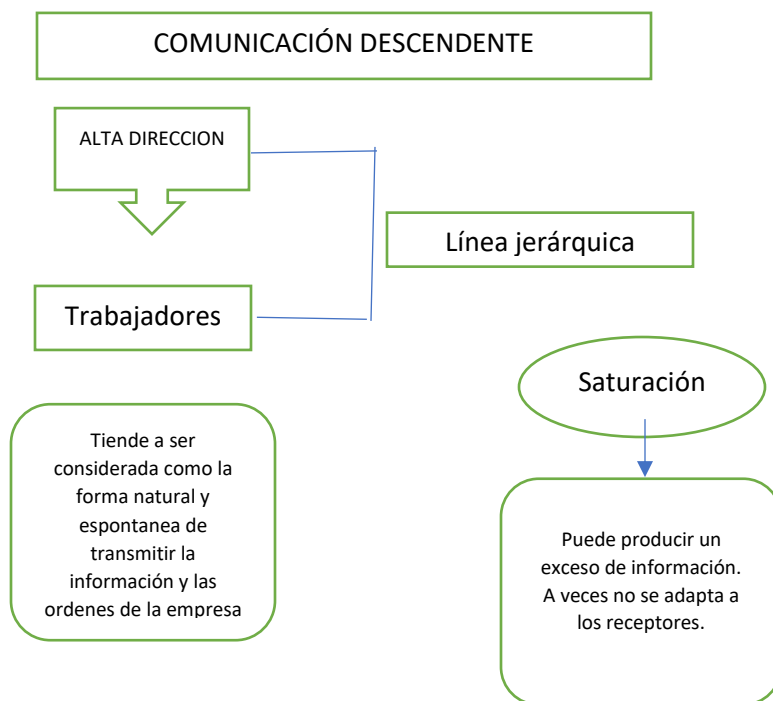 COMUNICACIÓN DESCENDENTE
ALTA DIRECCION
Línea jerárquica
Trabajadores
Saturación
Tiende a ser
considerada como la
forma natural y
espontanea de
transmitir la
información y las
ordenes de la empresa
Puede producir un
exceso de información.
A veces no se adapta a
los receptores.